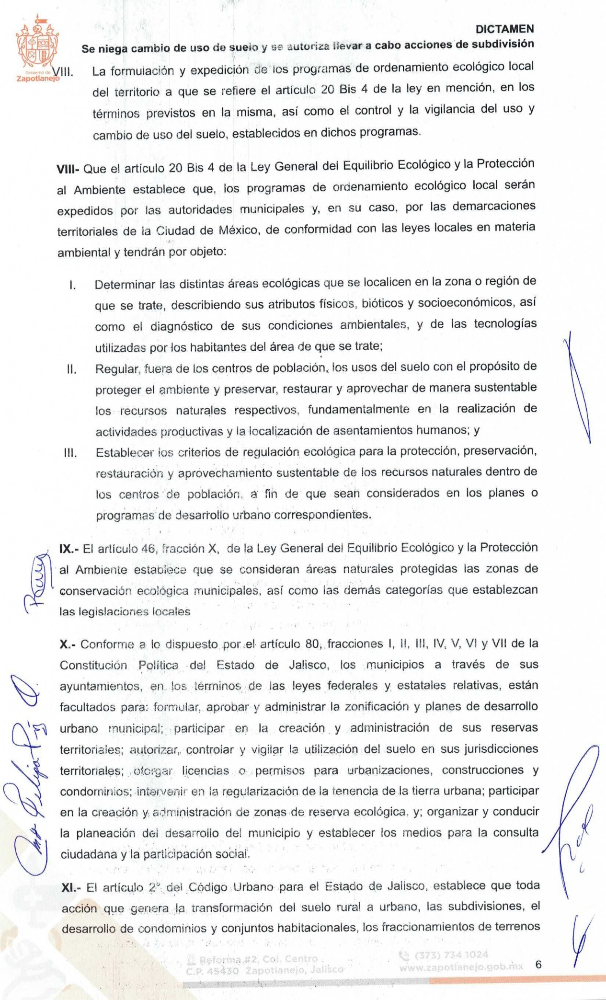 DICTAMEN
Se niega cambio de uso de suelo y se autoriza llevar a cabo acciones de subdivisión
Gobierno de
Zapotlanejo
VIII. La formulación y expedición de los programas de ordenamiento ecológico local
del territorio a que se refiere el artículo 20 Bis 4 de la ley en mención, en los
términos previstos en la misma, así como el control y la vigilancia del uso y
cambio de uso del suelo, establecidos en dichos programas.
VIII- Que el artículo 20 Bis 4 de la Ley General del Equilibrio Ecológico y la Protección
al Ambiente establece que, los programas de ordenamiento ecológico local serán
expedidos por las autoridades municipales y, en su caso, por las demarcaciones
territoriales de la Ciudad de México, de conformidad con las leyes locales en materia
ambiental y tendrán por objeto:
I. Determinar las distintas áreas ecológicas que se localicen en la zona o región de
que se trate, describiendo sus atributos físicos, bióticos y socioeconómicos, así
como el diagnóstico de sus condiciones ambientales, y de las tecnologías
utilizadas por los habitantes del área de que se trate;
II. Regular, fuera de los centros de población, los usos del suelo con el propósito de
proteger el ambiente y preservar, restaurar y aprovechar de manera sustentable
los recursos naturales respectivos, fundamentalmente en la realización de
actividades productivas y la localización de asentamientos humanos; y
III. Establecer los criterios de regulación ecológica para la protección, preservación,
restauración y aprovechamiento sustentable de los recursos naturales dentro de
los centros de población, a fin de que sean considerados en los planes o
programas de desarrollo urbano correspondientes.
IX.- El artículo 46, fracción X, de la Ley General del Equilibrio Ecológico y la Protección
al Ambiente establece que se consideran áreas naturales protegidas las zonas de
conservación ecológica municipales, así como las demás categorías que establezcan
las legislaciones locales
X.- Conforme a lo dispuesto por el artículo 80, fracciones I, II, III, IV, V, VI y VII de la
Constitución Política del Estado de Jalisco, los municipios a través de sus
ayuntamientos, en los términos de las leyes federales y estatales relativas, están
facultados para: formular, aprobar y administrar la zonificación y planes de desarrollo
urbano municipal; participar en la creación y administración de sus reservas
territoriales; autorizar, controlar y vigilar la utilización del suelo en sus jurisdicciones
territoriales; otorgar licencias o permisos para urbanizaciones, construcciones y
condominios; intervenir en la regularización de la tenencia de la tierra urbana; participar
en la creación y administración de zonas de reserva ecológica, y; organizar y conducir
la planeación del desarrollo del municipio y establecer los medios para la consulta
ciudadana y la participación social.
XI.- El artículo 2° del Código Urbano para el Estado de Jalisco, establece que toda
acción que genera la transformación del suelo rural a urbano, las subdivisiones, el
desarrollo de condominios y conjuntos habitacionales, los fraccionamientos de terrenos
Reforma #2, Col. Centro
C.P. 45430 Zapotlanejo, Jalisco
(373) 734 1024
www.zapotlanejo.gob.mx
6